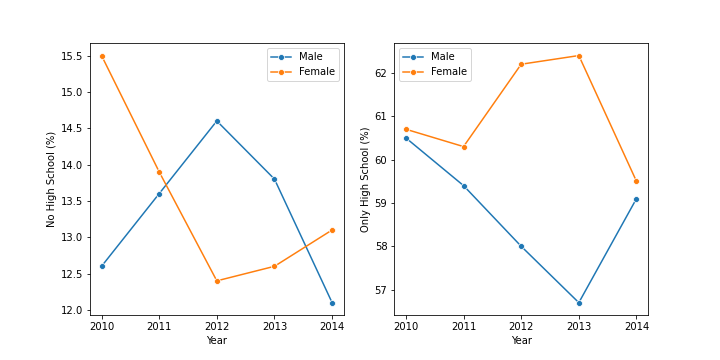 No High School (%)
15.5
15.0
14.5
14.0
13.5
13.0
12.5
12.0
2010 2011 2012 2013 2014
Year
Male
Female
Only High School (%)
62
61
60
59
58
57
2010 2011 2012 2013 2014
Year
Male
Female